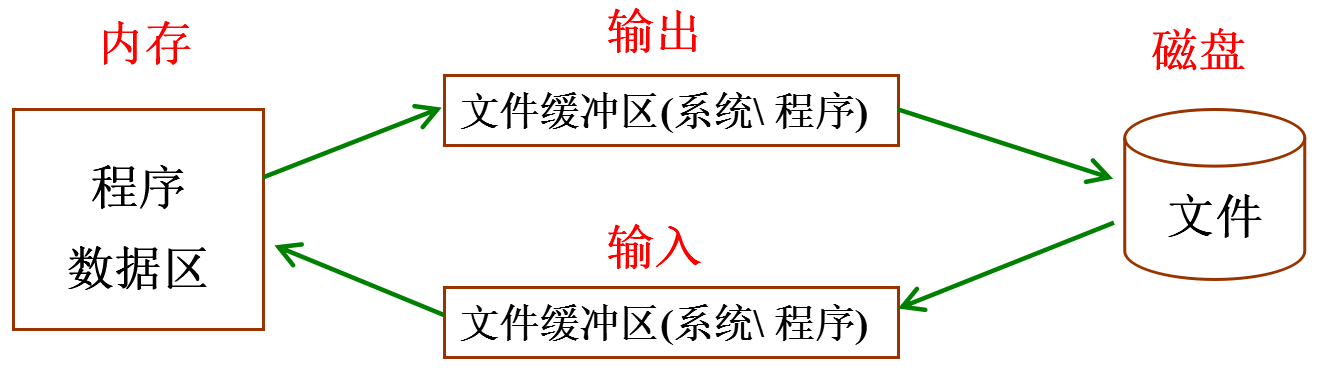 内存
输出
磁盘
文件缓冲区(系统\ 程序)
程序
数据区
文件
输入
文件缓冲区(系统\ 程序)